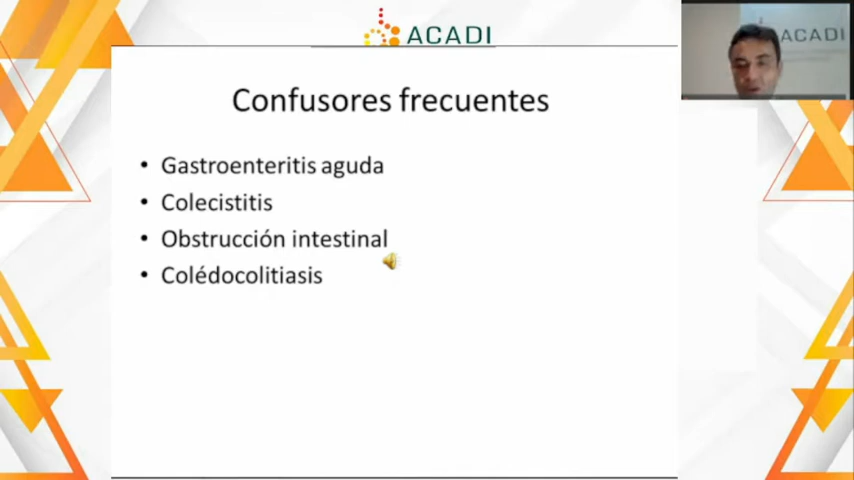 ACADI
ACADI
Confusores frecuentes
• Gastroenteritis aguda
• Colecistitis
• Obstrucción intestinal
• Colédocolitiasis